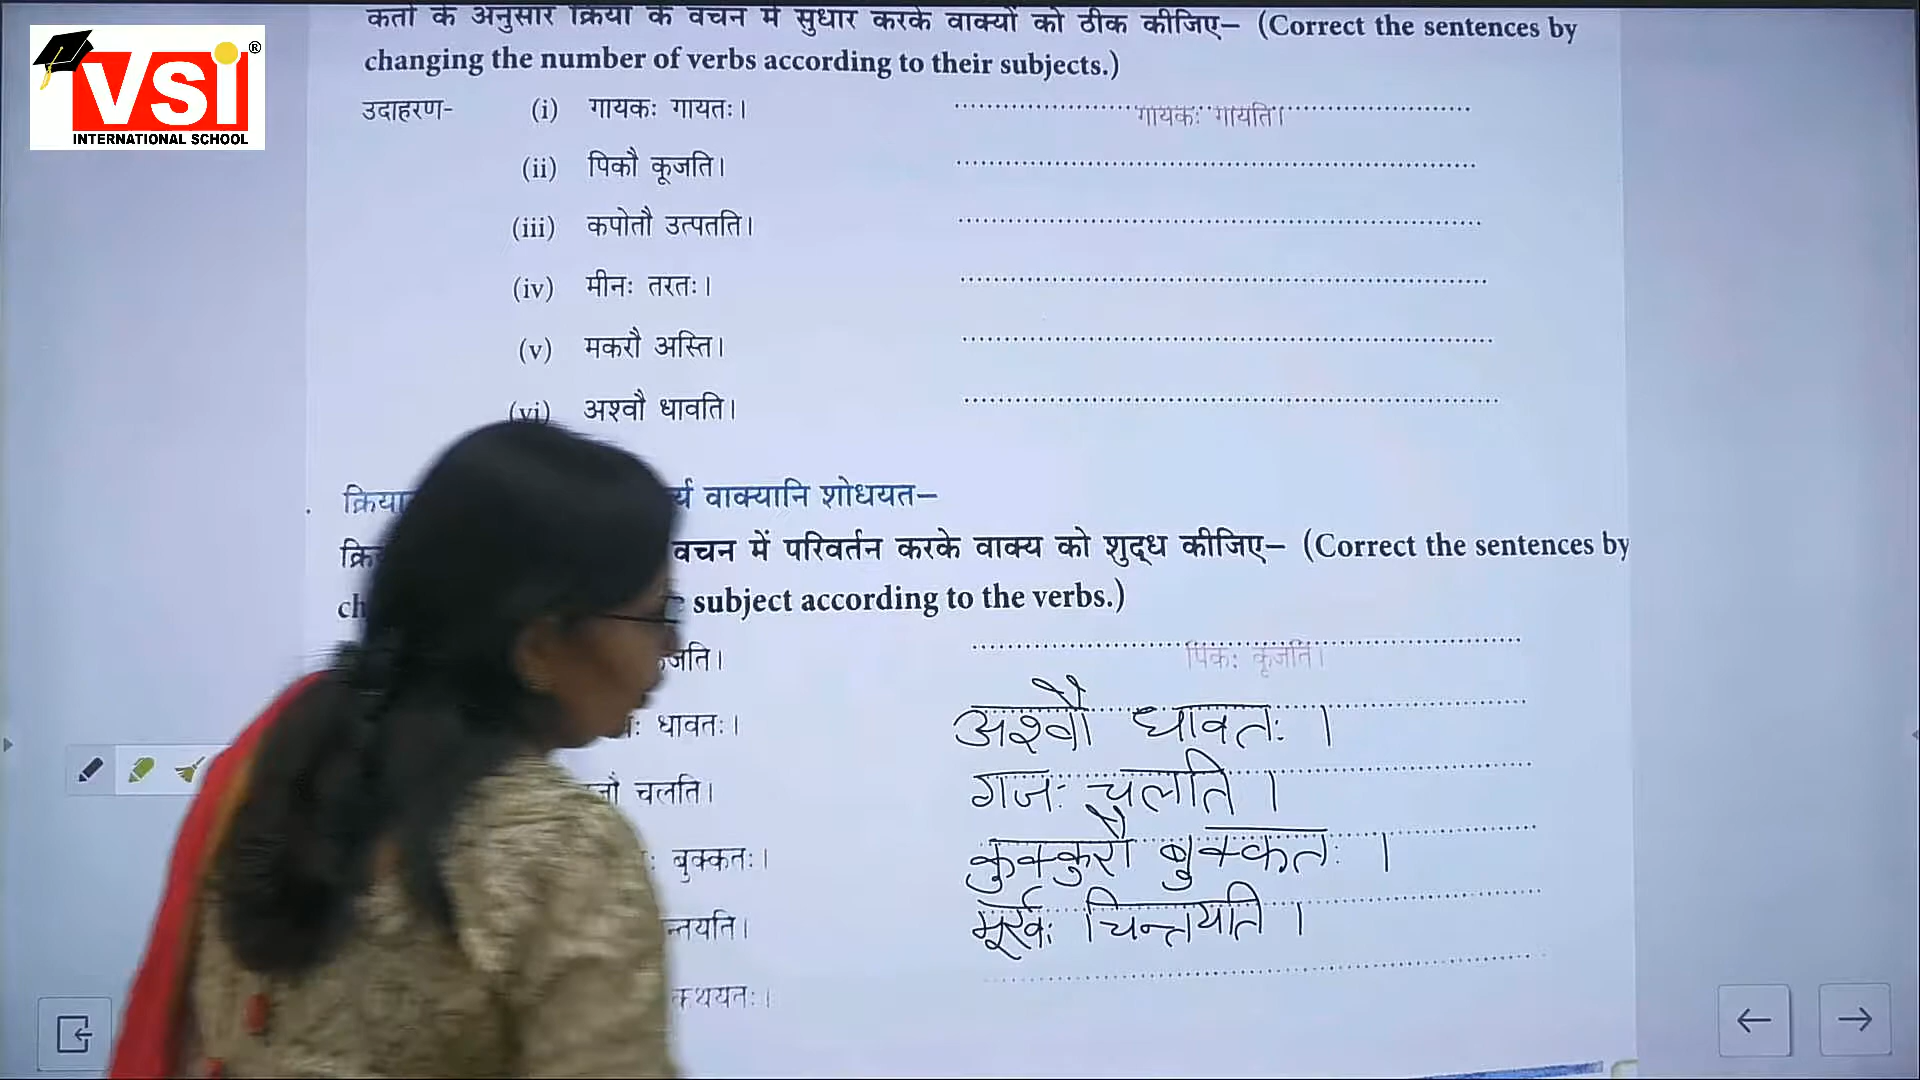 VSI®
INTERNATIONAL SCHOOL
कर्ता के अनुसार क्रिया के वचन में सुधार करके वाक्यों को ठीक कीजिए– (Correct the sentences by
changing the number of verbs according to their subjects.)
उदाहरण- (i) गायकः गायतः। गायकः गायति।
(ii) पिकौ कूजति।
(iii) कपोतौ उत्पतति।
(iv) मीनः तरतः।
(v) मकरौ अस्ति।
(vi) अश्वौ धावति।
वाक्यानि शोधयत–
वचन में परिवर्तन करके वाक्य को शुद्ध कीजिए– (Correct the sentences by
subject according to the verbs.)
पिकः कूजति।
धावतः। अश्वौ धावतः।
चलति। गजः चलति।
बुक्कतः। कुक्कुरौ बुक्कतः।
मूर्खः चिन्तयति।
कथयतः।